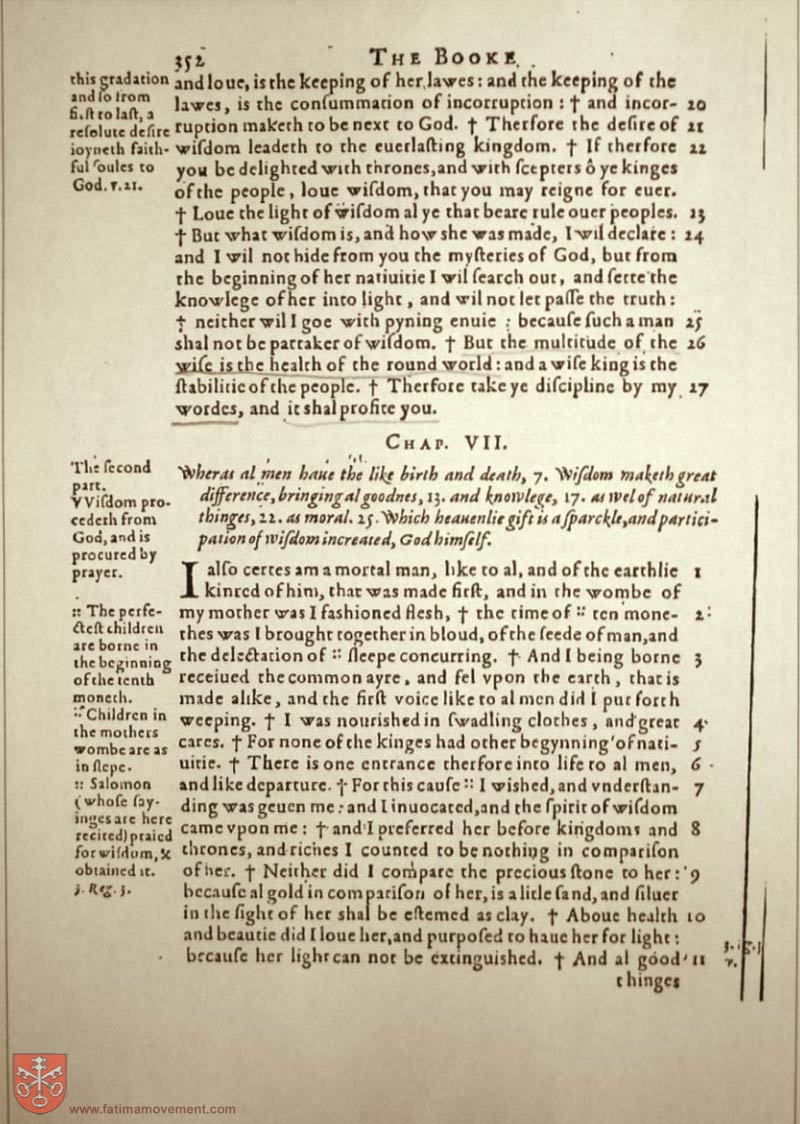 352 THE BOOKE.
this gradation
and so from
first to last, a
resolute desire
ioyneth faith-
ful soules to
God. v. 21.
and loue, is the keeping of her lawes: and the keeping of the
lawes, is the consummation of incorruption: † and incor- 20
ruption maketh to be next to God. † Therfore the desire of 21
wisdom leadeth to the euerlasting kingdom. † If therfore 22
you be delighted with thrones, and with scepters ô ye kinges
of the people, loue wisdom, that you may reigne for euer.
† Loue the light of wisdom al ye that beare rule ouer peoples. 23
† But what wisdom is, and how she was made, I wil declare: 24
and I wil not hide from you the mysteries of God, but from
the beginning of her natiuitie I wil search out, and sette the
knowlege of her into light, and wil not let passe the truth:
† neither wil I goe with pyning enuie: because such a man 25
shal not be partaker of wisdom. † But the multitude of the 26
wise is the health of the round world: and a wise king is the
stabilitie of the people. † Therfore take ye discipline by my 27
wordes, and it shal profite you.
CHAP. VII.
The second
part.
VVisdom pro-
cedeth from
God, and is
procured by
prayer.
Wheras al men haue the like birth and death, 7. Wisdom maketh great
difference, bringing al goodnes, 13. and knowlege, 17. as wel of natural
thinges, 22. as moral. 25. Which heauenlie gift is a sparckle, and partici-
pation of wisdom increated, God himself.
:: The perfe-
ctest children
are borne in
the beginning
of the tenth
moneth.
:: Children in
the mothers
wombe are as
in slepe.
:: Salomon
(whose say-
inges are here
recited) praied
for wisdom, &
obtained it.
3. Reg. 3.
I also certes am a mortal man, like to al, and of the earthlie 1
kinred of him, that was made first, and in the wombe of
my mother was I fashioned flesh, † the time of :: ten mone- 2
thes was I brought together in bloud, of the seede of man, and
the delectation of :: sleepe concurring. † And I being borne 3
receiued the common ayre, and fel vpon the earth, that is
made alike, and the first voice like to al men did I put forth
weeping. † I was nourished in swadling clothes, and great 4
cares. † For none of the kinges had other begynning of nati- 5
uitie. † There is one entrance therfore into life to al men, 6
and like departure. † For this cause :: I wished, and vnderstan- 7
ding was geuen me: and I inuocated, and the spirit of wisdom
came vpon me: † and I preferred her before kingdoms and 8
thrones, and riches I counted to be nothing in comparison
of her. † Neither did I compare the precious stone to her: 9
because al gold in comparison of her, is a litle sand, and siluer
in the sight of her shal be estemed as clay. † Aboue health 10
and beautie did I loue her, and purposed to haue her for light:
because her light can not be extinguished. † And al good 11
thinges
www.fatimamovement.com